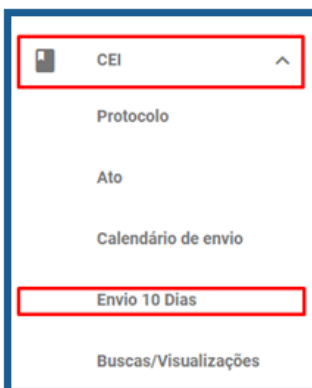 CEI
Protocolo
Ato
Calendário de envio
Envio 10 Dias
Buscas/Visualizações